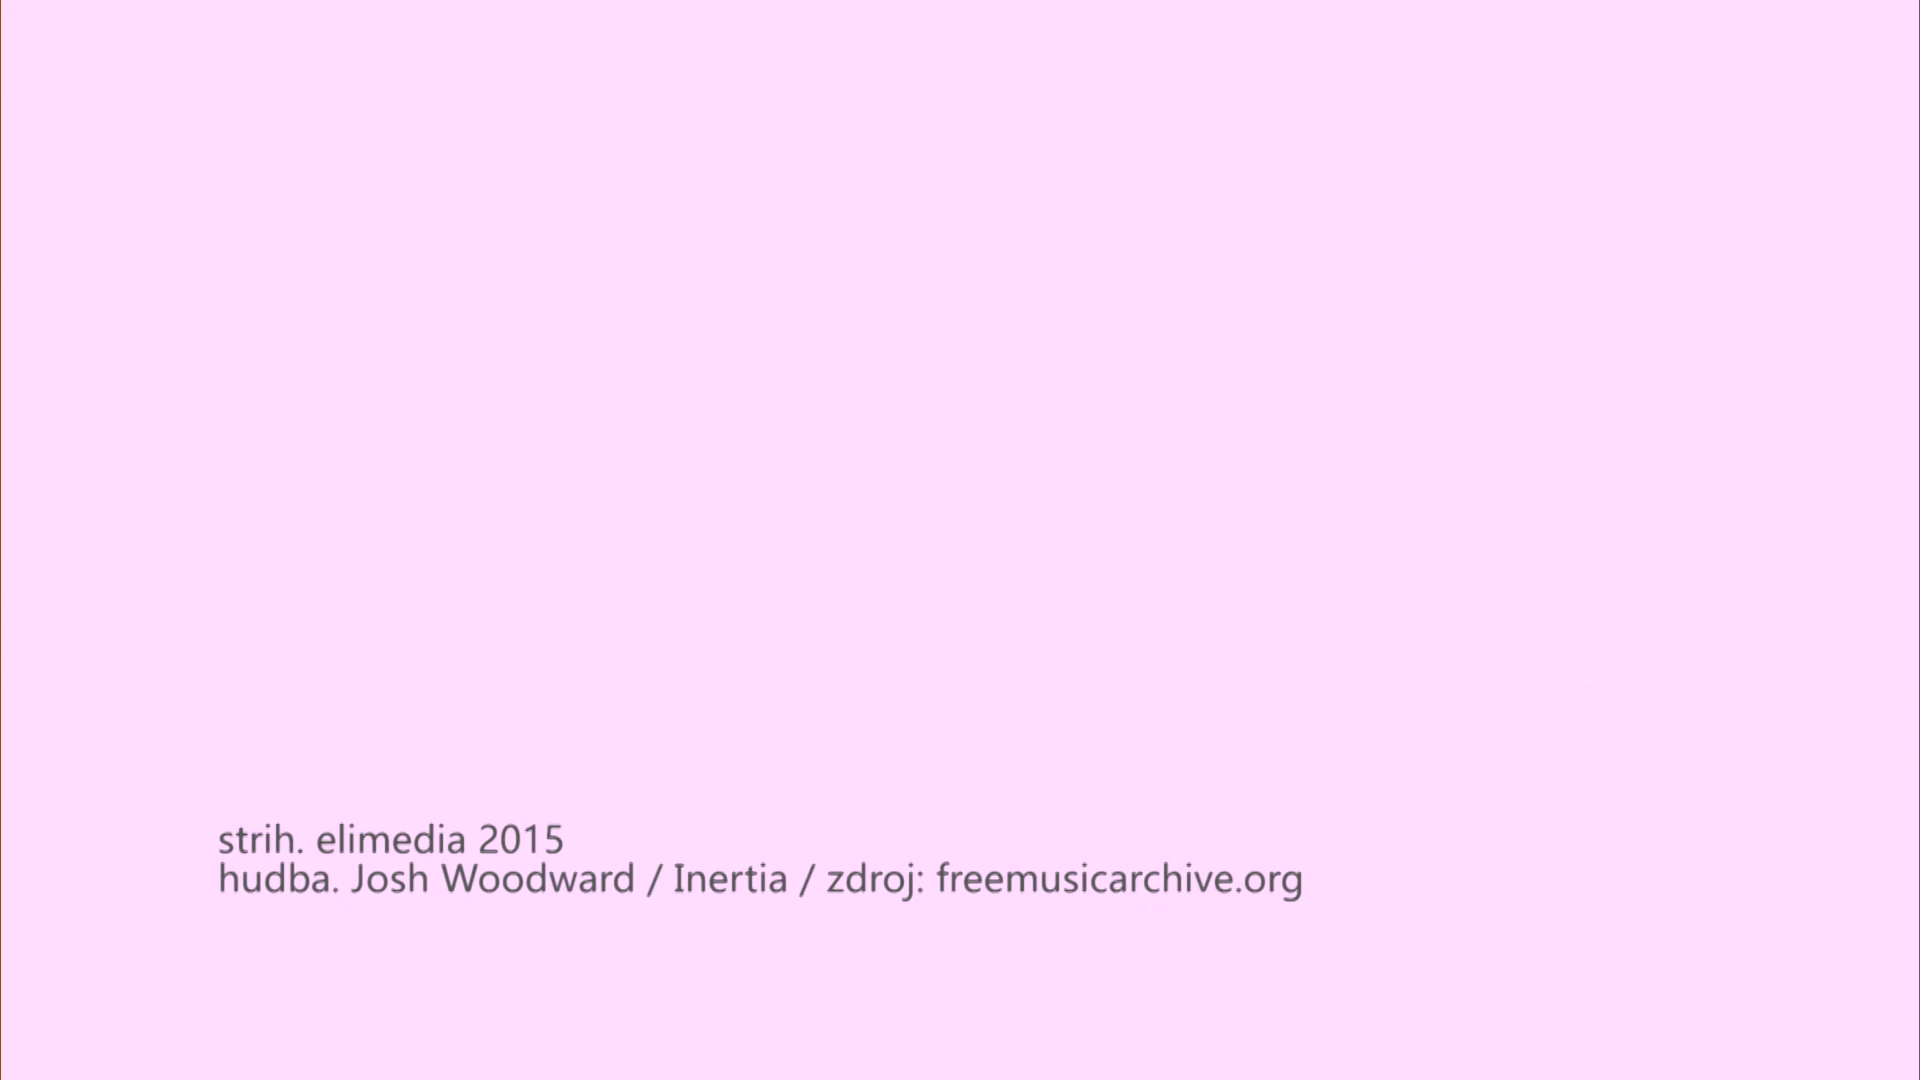 strih. elimedia 2015
hudba. Josh Woodward / Inertia / zdroj: freemusicarchive.org